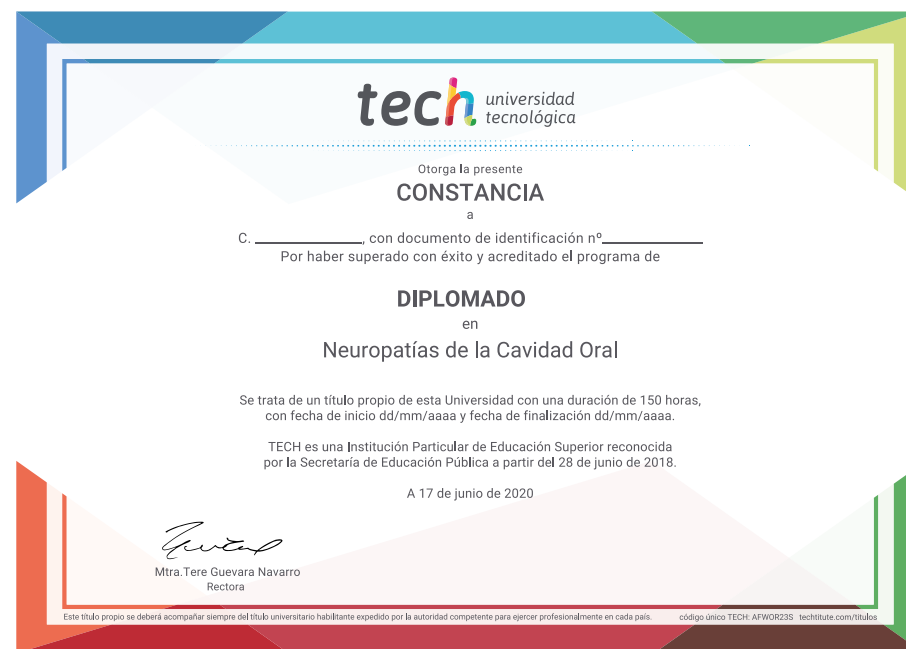 tech universidad
tecnológica
Otorga la presente
CONSTANCIA
a
C. ____________, con documento de identificación nº____________
Por haber superado con éxito y acreditado el programa de
DIPLOMADO
en
Neuropatías de la Cavidad Oral
Se trata de un título propio de esta Universidad con una duración de 150 horas,
con fecha de inicio dd/mm/aaaa y fecha de finalización dd/mm/aaaa.
TECH es una Institución Particular de Educación Superior reconocida
por la Secretaría de Educación Pública a partir del 28 de junio de 2018.
A 17 de junio de 2020
Mtra.Tere Guevara Navarro
Rectora
Este título propio se deberá acompañar siempre del título universitario habilitante expedido por la autoridad competente para ejercer profesionalmente en cada país. código único TECH: AFWOR23S techtitute.com/titulos